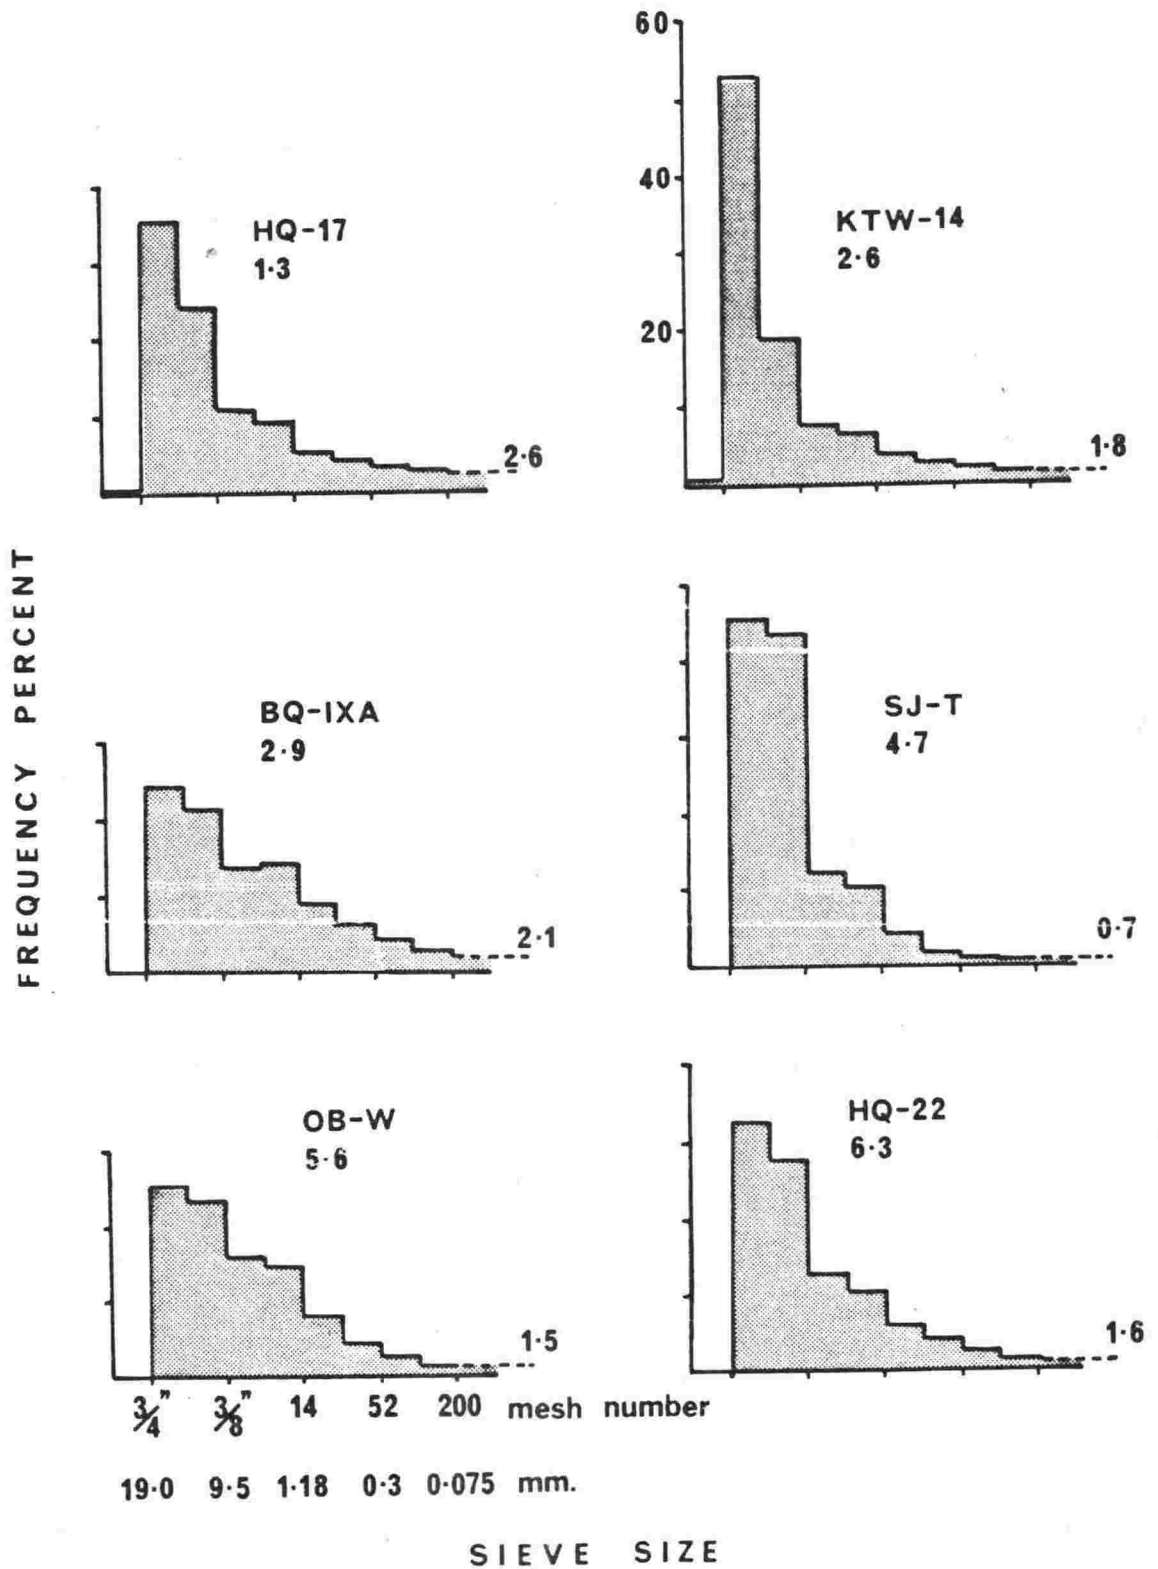 60
40
20
HQ-17
1·3
2·6
KTW-14
2·6
1·8
FREQUENCY PERCENT
BQ-IXA
2·9
2·1
SJ-T
4·7
0·7
OB-W
5·6
1·5
HQ-22
6·3
1·6
3/4" 3/8" 14 52 200 mesh number
19·0 9·5 1·18 0·3 0·075 mm.
SIEVE SIZE